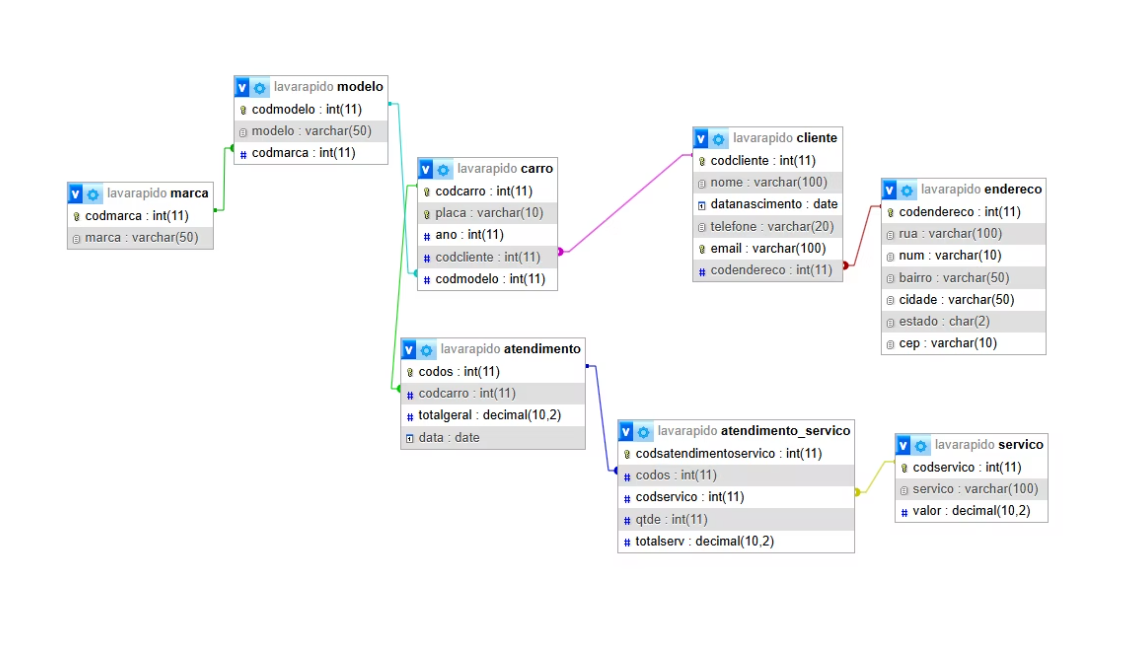 lavarapido modelo
codmodelo : int(11)
modelo : varchar(50)
codmarca : int(11)
lavarapido marca
codmarca : int(11)
marca : varchar(50)
lavarapido carro
codcarro : int(11)
placa : varchar(10)
ano : int(11)
codcliente : int(11)
codmodelo : int(11)
lavarapido cliente
codcliente : int(11)
nome : varchar(100)
datanascimento : date
telefone : varchar(20)
email : varchar(100)
codendereco : int(11)
lavarapido endereco
codendereco : int(11)
rua : varchar(100)
num : varchar(10)
bairro : varchar(50)
cidade : varchar(50)
estado : char(2)
cep : varchar(10)
lavarapido atendimento
codos : int(11)
codcarro : int(11)
totalgeral : decimal(10,2)
data : date
lavarapido atendimento_servico
codsatendimentoservico : int(11)
codos : int(11)
codservico : int(11)
qtde : int(11)
totalserv : decimal(10,2)
lavarapido servico
codservico : int(11)
servico : varchar(100)
valor : decimal(10,2)